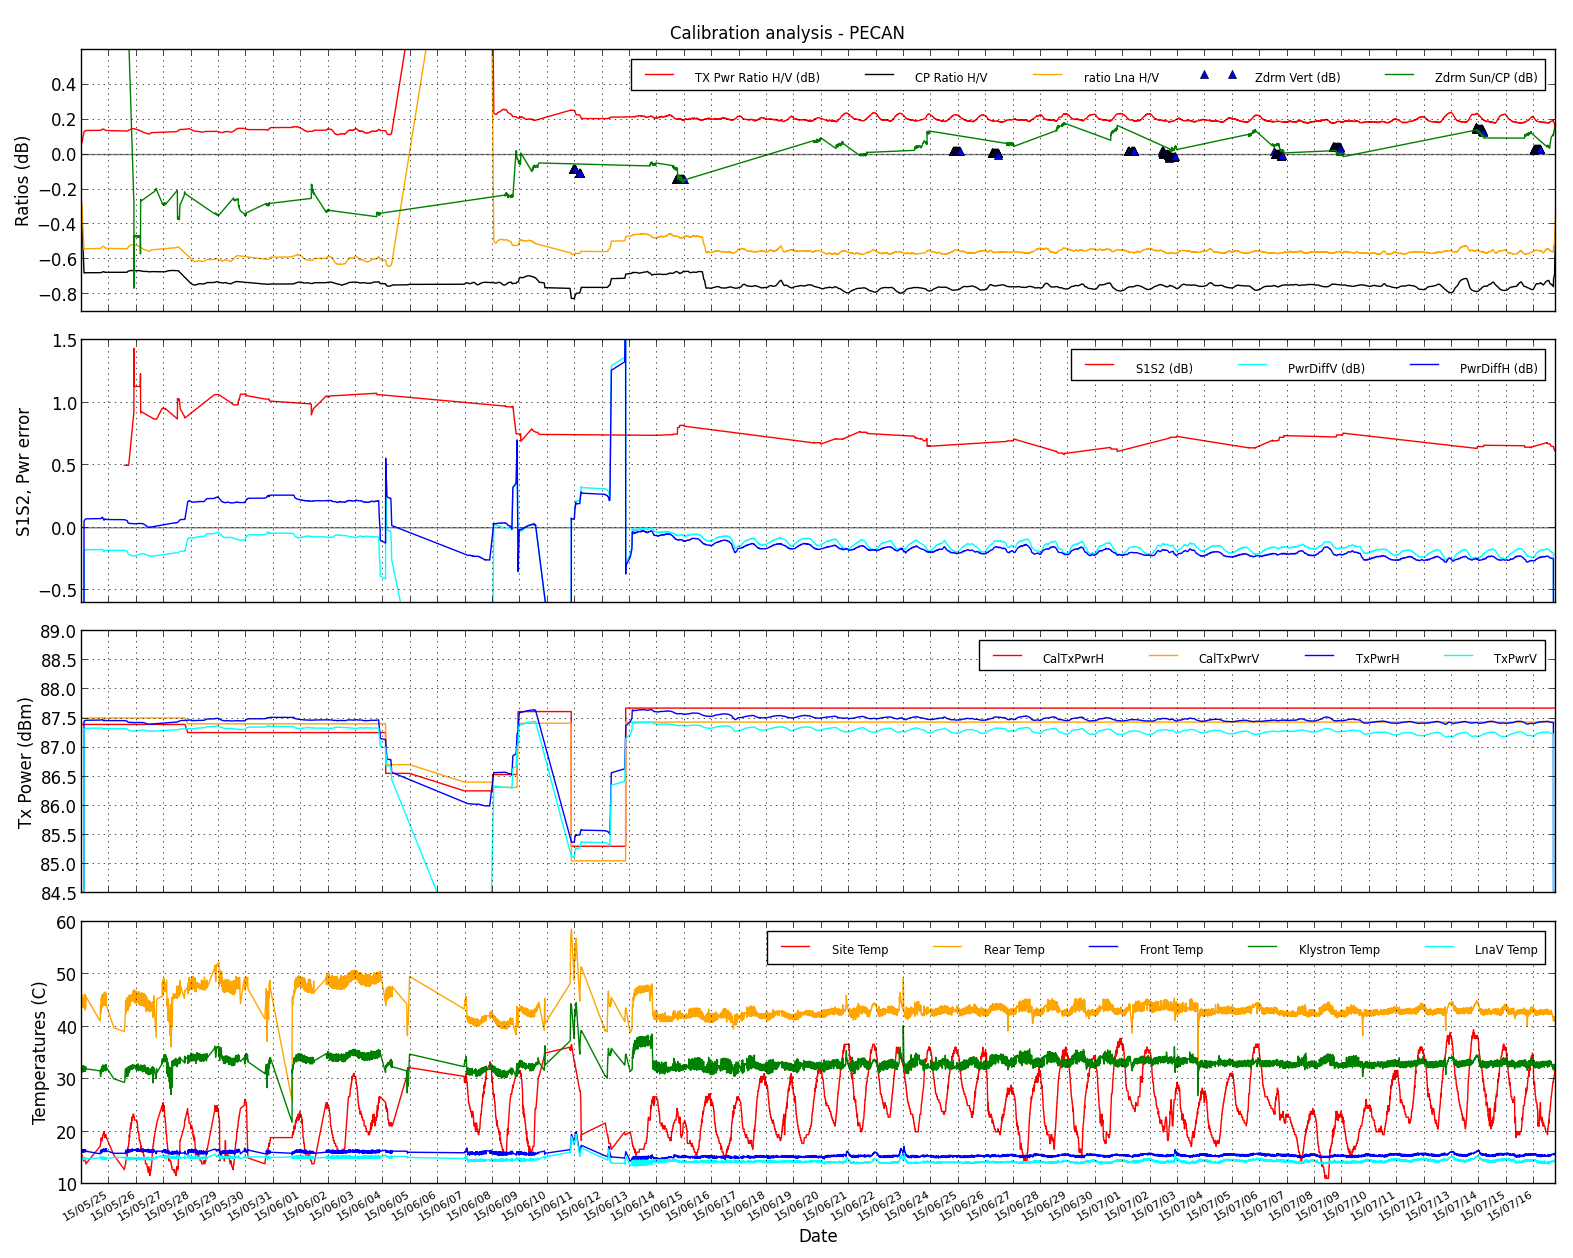 Calibration analysis - PECAN
TX Pwr Ratio H/V (dB) CP Ratio H/V ratio Lna H/V Zdrm Vert (dB) Zdrm Sun/CP (dB)
Ratios (dB)
0.4
0.2
0.0
−0.2
−0.4
−0.6
−0.8
S1S2 (dB) PwrDiffV (dB) PwrDiffH (dB)
S1S2, Pwr error
1.5
1.0
0.5
0.0
−0.5
CalTxPwrH CalTxPwrV TxPwrH TxPwrV
Tx Power (dBm)
89.0
88.5
88.0
87.5
87.0
86.5
86.0
85.5
85.0
84.5
Site Temp Rear Temp Front Temp Klystron Temp LnaV Temp
Temperatures (C)
60
50
40
30
20
10
15/05/25 15/05/26 15/05/27 15/05/28 15/05/29 15/05/30 15/05/31 15/06/01 15/06/02 15/06/03 15/06/04 15/06/05 15/06/06 15/06/07 15/06/08 15/06/09 15/06/10 15/06/11 15/06/12 15/06/13 15/06/14 15/06/15 15/06/16 15/06/17 15/06/18 15/06/19 15/06/20 15/06/21 15/06/22 15/06/23 15/06/24 15/06/25 15/06/26 15/06/27 15/06/28 15/06/29 15/06/30 15/07/01 15/07/02 15/07/03 15/07/04 15/07/05 15/07/06 15/07/07 15/07/08 15/07/09 15/07/10 15/07/11 15/07/12 15/07/13 15/07/14 15/07/15 15/07/16
Date